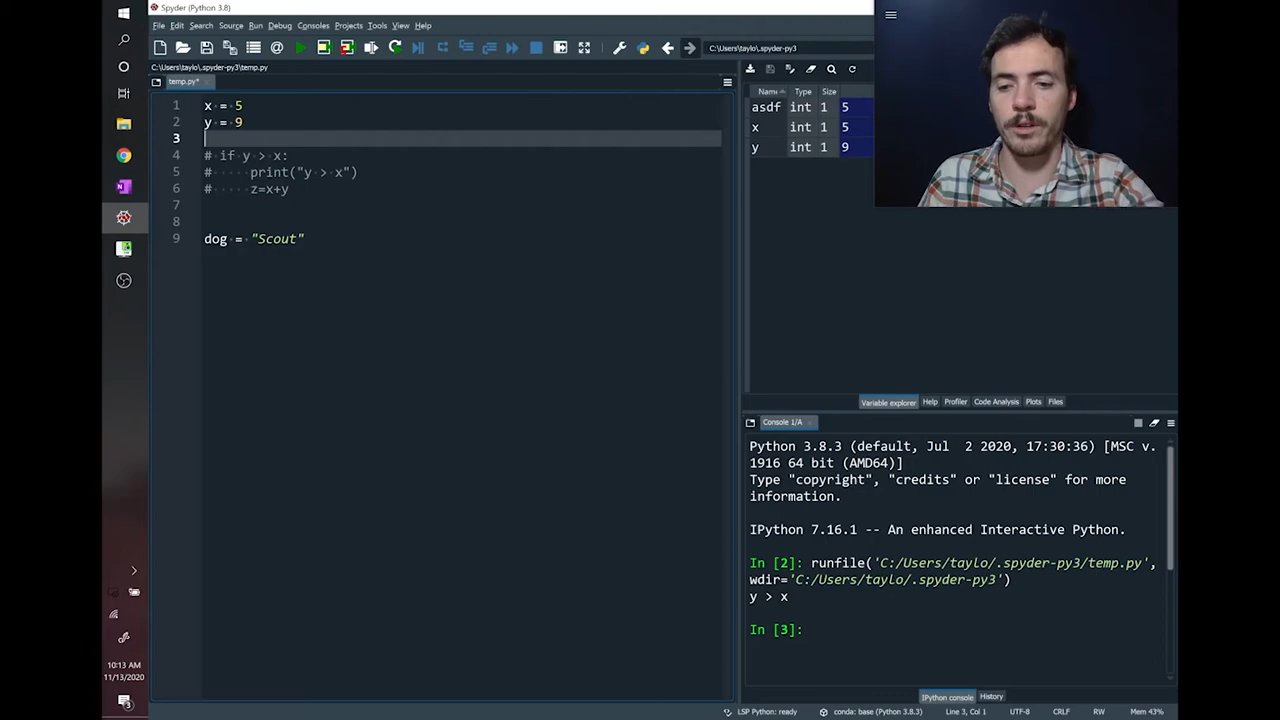 Spyder (Python 3.8)
File Edit Search Source Run Debug Consoles Projects Tools View Help
C:\Users\taylo\.spyder-py3
C:\Users\taylo\.spyder-py3\temp.py
temp.py*
1 x = 5
2 y = 9
3
4 # if y > x:
5 #     print("y > x")
6 #     z=x+y
7
8
9 dog = "Scout"
Name Type Size
asdf int 1 5
x int 1 5
y int 1 9
Variable explorer Help Profiler Code Analysis Plots Files
Console 1/A
Python 3.8.3 (default, Jul  2 2020, 17:30:36) [MSC v.
1916 64 bit (AMD64)]
Type "copyright", "credits" or "license" for more
information.
IPython 7.16.1 -- An enhanced Interactive Python.
In [2]: runfile('C:/Users/taylo/.spyder-py3/temp.py',
wdir='C:/Users/taylo/.spyder-py3')
y > x
In [3]:
IPython console History
10:13 AM
11/13/2020
LSP Python: ready conda: base (Python 3.8.3) Line 3, Col 1 UTF-8 CRLF RW Mem 43%